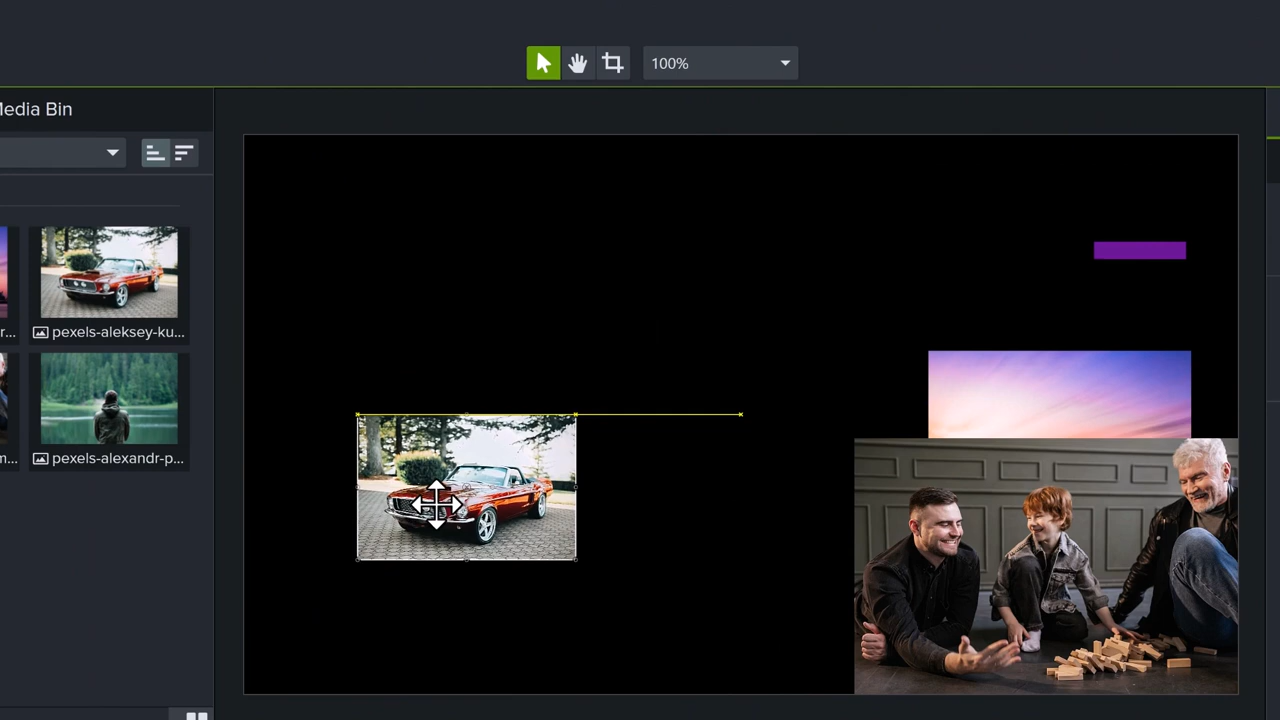 100%
Media Bin
r...
pexels-aleksey-ku...
m...
pexels-alexandr-p...